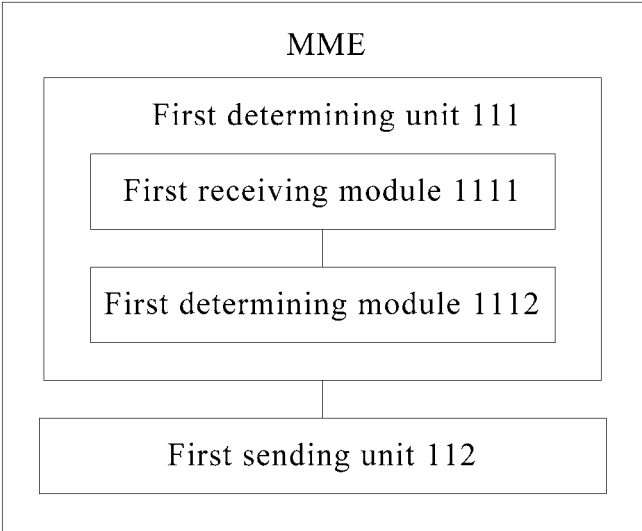 MME
First determining unit 111
First receiving module 1111
First determining module 1112
First sending unit 112